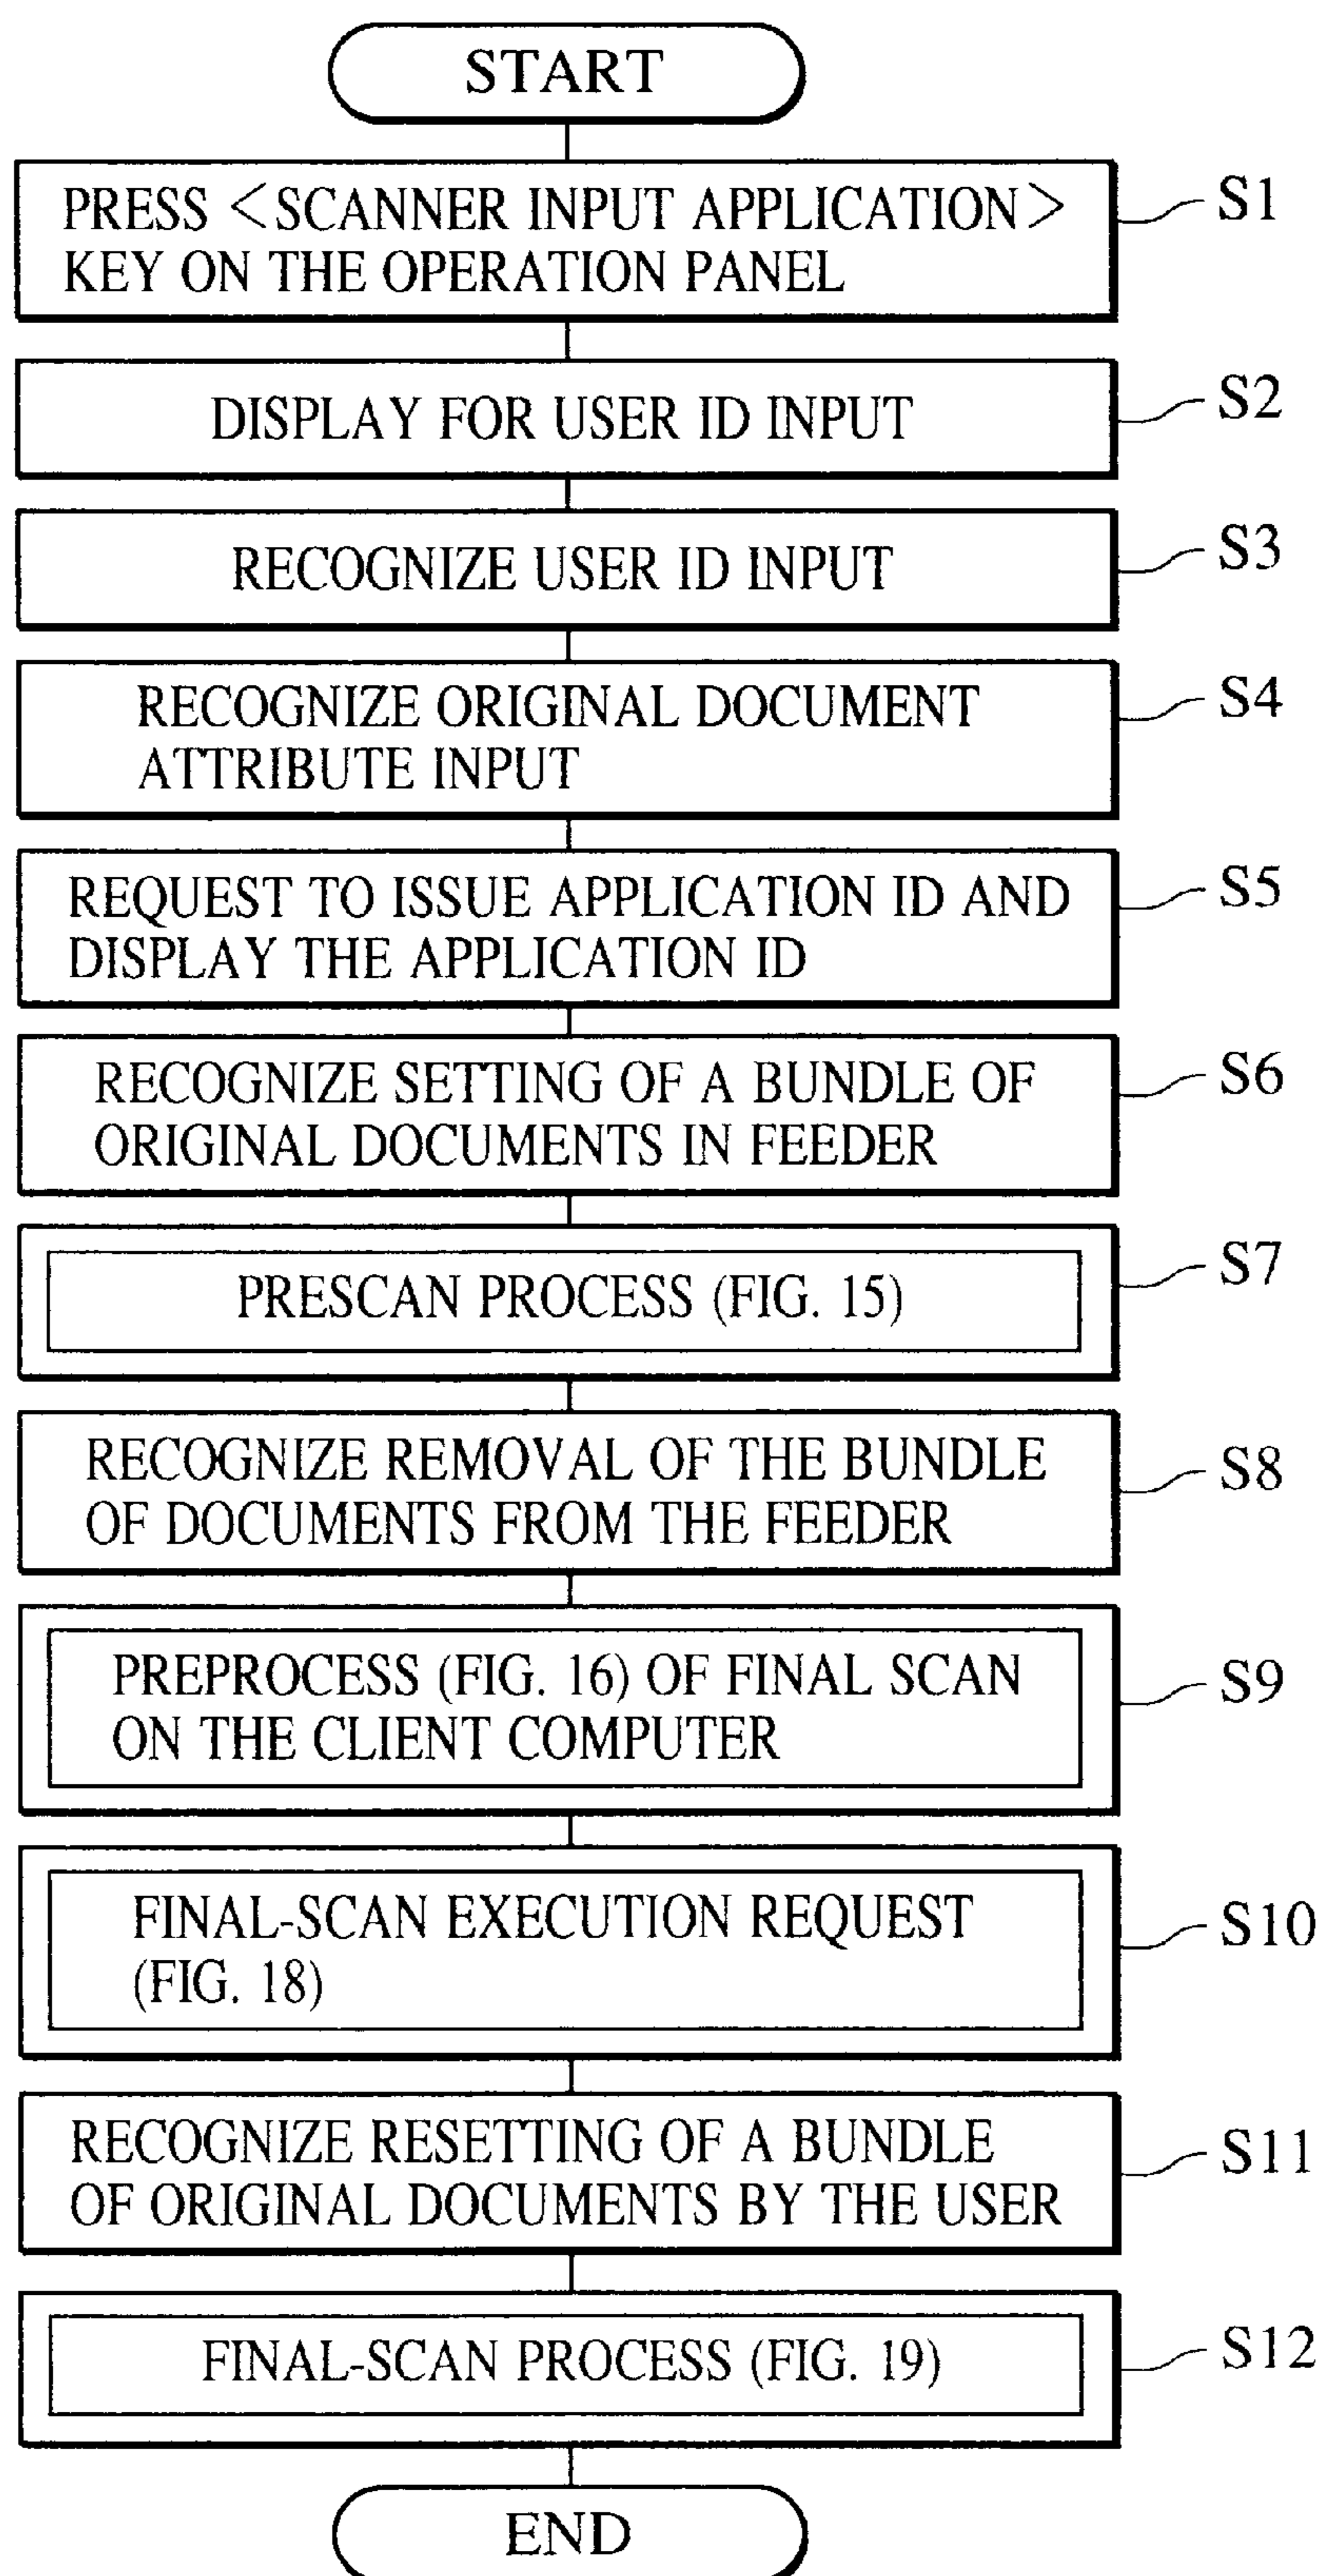 START
PRESS <SCANNER INPUT APPLICATION>
KEY ON THE OPERATION PANEL
S1
DISPLAY FOR USER ID INPUT
S2
RECOGNIZE USER ID INPUT
S3
RECOGNIZE ORIGINAL DOCUMENT
ATTRIBUTE INPUT
S4
REQUEST TO ISSUE APPLICATION ID AND
DISPLAY THE APPLICATION ID
S5
RECOGNIZE SETTING OF A BUNDLE OF
ORIGINAL DOCUMENTS IN FEEDER
S6
PRESCAN PROCESS (FIG. 15)
S7
RECOGNIZE REMOVAL OF THE BUNDLE
OF DOCUMENTS FROM THE FEEDER
S8
PREPROCESS (FIG. 16) OF FINAL SCAN
ON THE CLIENT COMPUTER
S9
FINAL-SCAN EXECUTION REQUEST
(FIG. 18)
S10
RECOGNIZE RESETTING OF A BUNDLE
OF ORIGINAL DOCUMENTS BY THE USER
S11
FINAL-SCAN PROCESS (FIG. 19)
S12
END